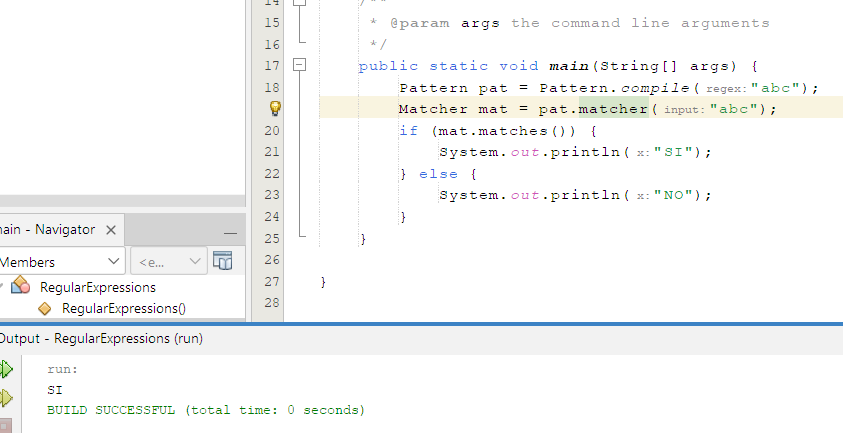 14 /**
15 * @param args the command line arguments
16 */
17 public static void main(String[] args) {
18 Pattern pat = Pattern.compile( regex: "abc");
Matcher mat = pat.matcher( input: "abc");
20 if (mat.matches()) {
21 System.out.println( x: "SI");
22 } else {
23 System.out.println( x: "NO");
24 }
25 }
26
27 }
28
main - Navigator
Members <e...
RegularExpressions
RegularExpressions()
Output - RegularExpressions (run)
run:
SI
BUILD SUCCESSFUL (total time: 0 seconds)